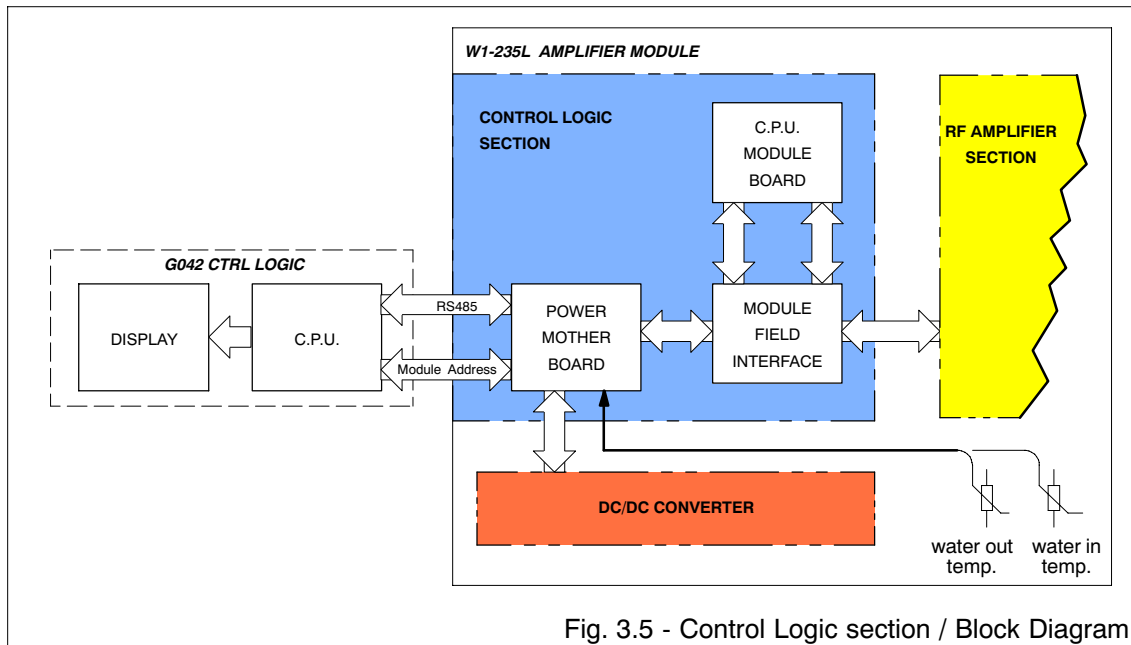 W1-235L AMPLIFIER MODULE
CONTROL LOGIC
SECTION
C.P.U.
MODULE
BOARD
RF AMPLIFIER
SECTION
G042 CTRL LOGIC
DISPLAY
C.P.U.
RS485
Module Address
POWER
MOTHER
BOARD
MODULE
FIELD
INTERFACE
DC/DC CONVERTER
water out
temp.
water in
temp.
Fig. 3.5 - Control Logic section / Block Diagram